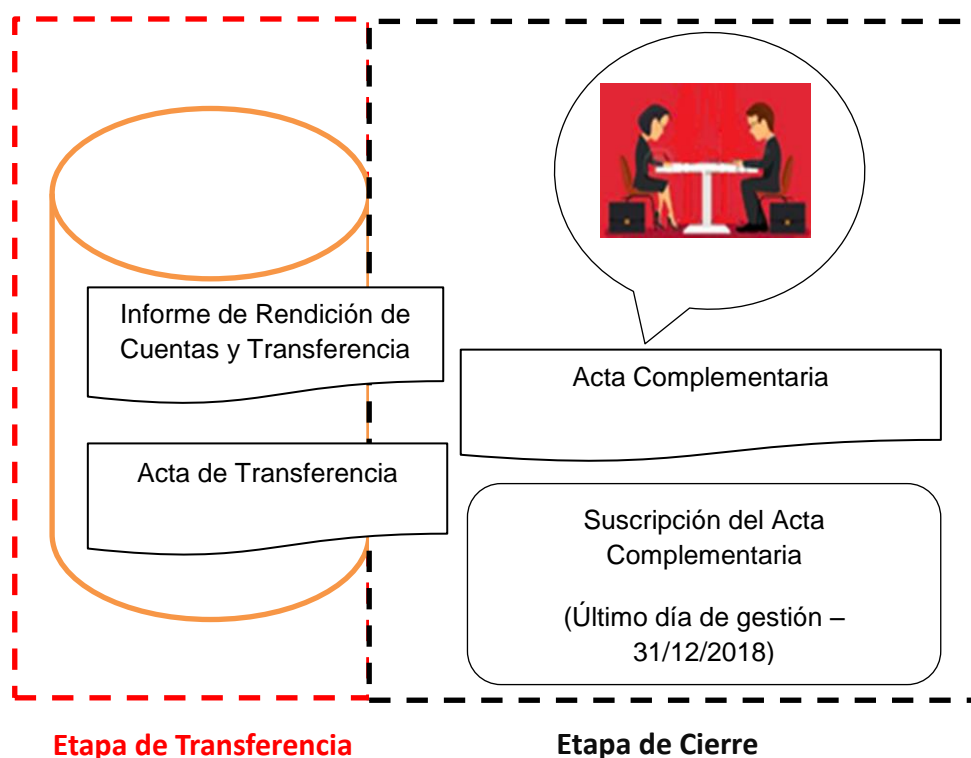 Informe de Rendición de
Cuentas y Transferencia
Acta de Transferencia
Acta Complementaria
Suscripción del Acta
Complementaria
(Último día de gestión –
31/12/2018)
Etapa de Transferencia
Etapa de Cierre